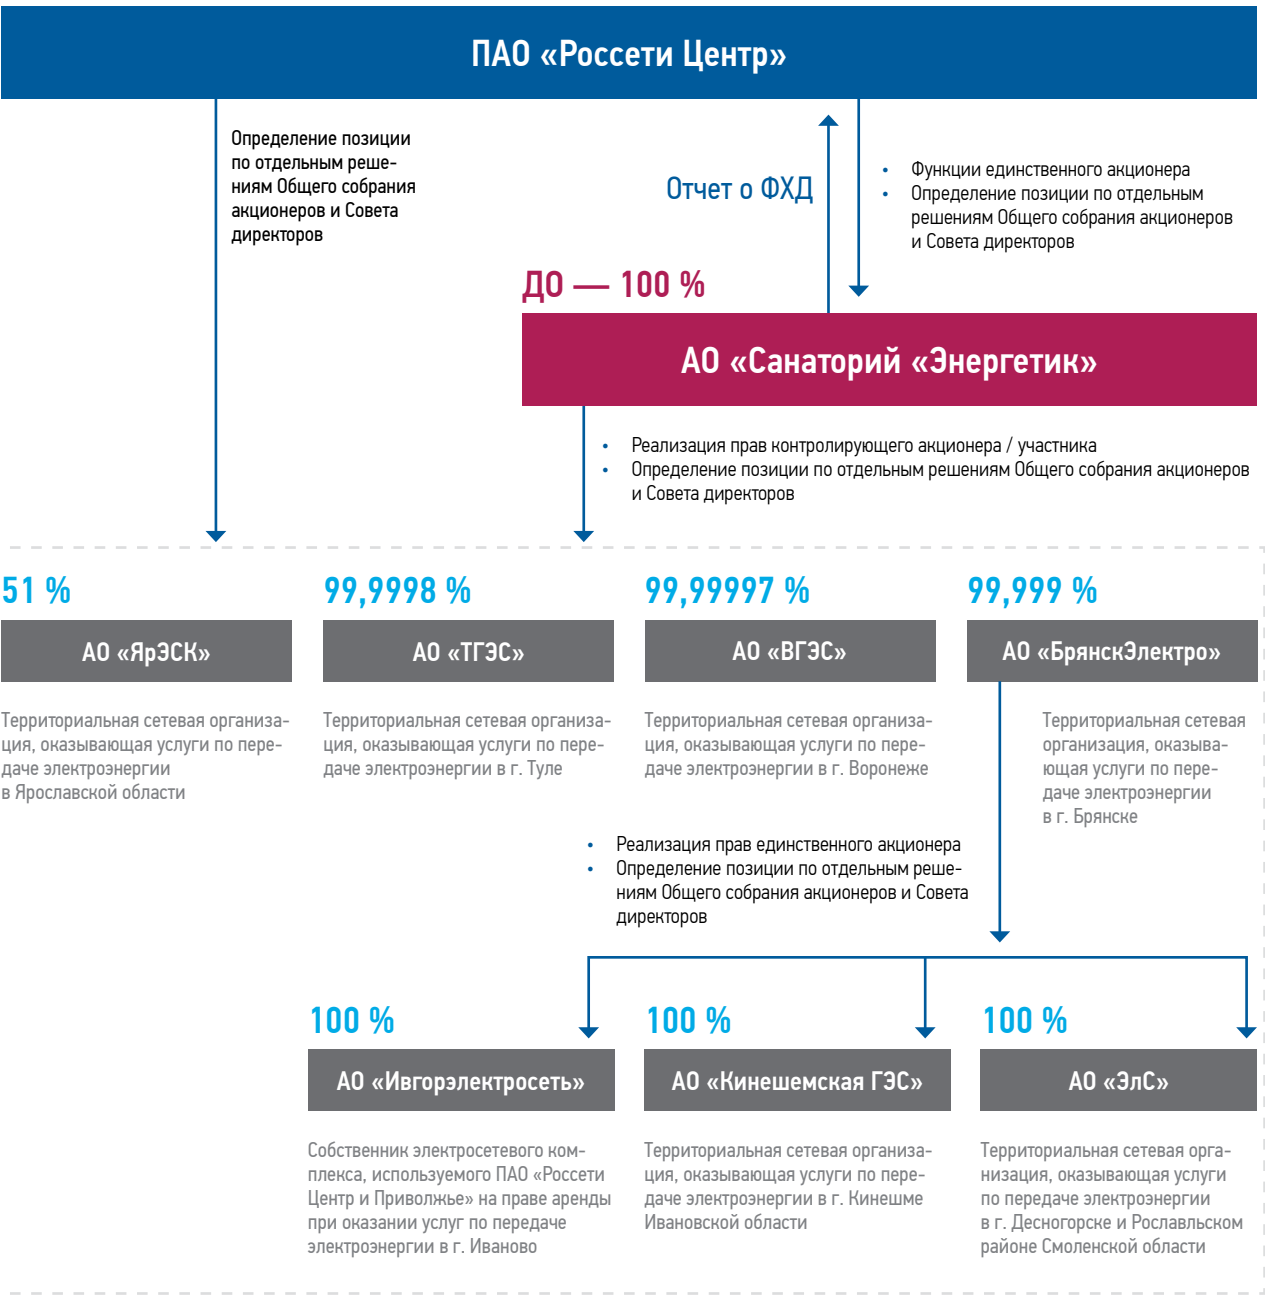 ПАО «Россети Центр»
Определение позиции
по отдельным реше-
ниям Общего собрания
акционеров и Совета
директоров
Отчет о ФХД
• Функции единственного акционера
• Определение позиции по отдельным
решениям Общего собрания акционеров
и Совета директоров
ДО — 100 %
АО «Санаторий «Энергетик»
• Реализация прав контролирующего акционера / участника
• Определение позиции по отдельным решениям Общего собрания акционеров
и Совета директоров
51 %
АО «ЯрЭСК»
Территориальная сетевая организа-
ция, оказывающая услуги по пере-
даче электроэнергии
в Ярославской области
99,9998 %
АО «ТГЭС»
Территориальная сетевая организа-
ция, оказывающая услуги по пере-
даче электроэнергии в г. Туле
99,99997 %
АО «ВГЭС»
Территориальная сетевая организа-
ция, оказывающая услуги по пере-
даче электроэнергии в г. Воронеже
99,999 %
АО «БрянскЭлектро»
Территориальная сетевая
организация, оказыва-
ющая услуги по пере-
даче электроэнергии
в г. Брянске
• Реализация прав единственного акционера
• Определение позиции по отдельным реше-
ниям Общего собрания акционеров и Совета
директоров
100 %
АО «Ивгорэлектросеть»
Собственник электросетевого ком-
плекса, используемого ПАО «Россети
Центр и Приволжье» на праве аренды
при оказании услуг по передаче
электроэнергии в г. Иваново
100 %
АО «Кинешемская ГЭС»
Территориальная сетевая организа-
ция, оказывающая услуги по пере-
даче электроэнергии в г. Кинешме
Ивановской области
100 %
АО «ЭлС»
Территориальная сетевая орга-
низация, оказывающая услуги
по передаче электроэнергии
в г. Десногорске и Рославльском
районе Смоленской области